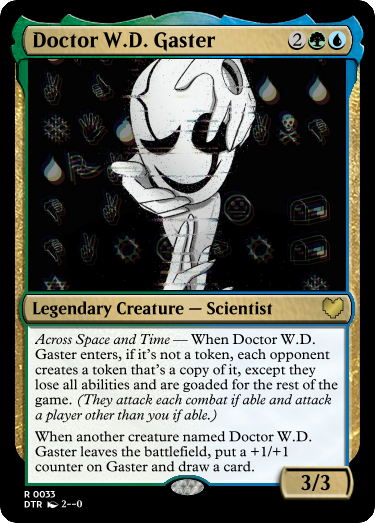 Doctor W.D. Gaster 2
Legendary Creature — Scientist
Across Space and Time — When Doctor W.D.
Gaster enters, if it's not a token, each opponent
creates a token that's a copy of it, except they
lose all abilities and are goaded for the rest of the
game. (They attack each combat if able and attack
a player other than you if able.)
When another creature named Doctor W.D.
Gaster leaves the battlefield, put a +1/+1
counter on Gaster and draw a card.
3/3
R 0033
DTR 2--0